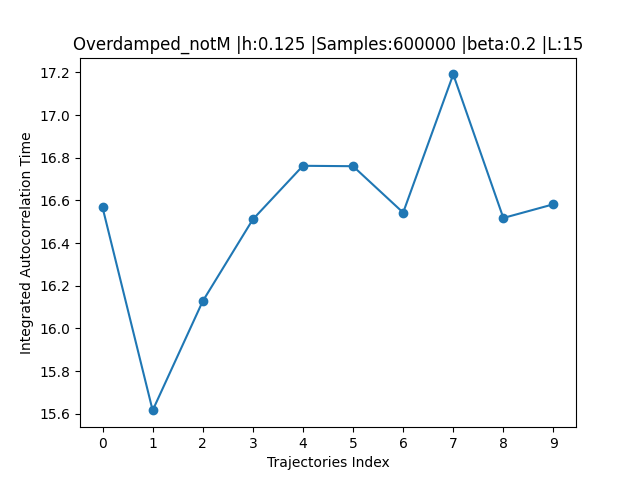 Overdamped_notM |h:0.125 |Samples:600000 |beta:0.2 |L:15
17.2
17.0
16.8
16.6
16.4
16.2
16.0
15.8
15.6
Integrated Autocorrelation Time
0 1 2 3 4 5 6 7 8 9
Trajectories Index